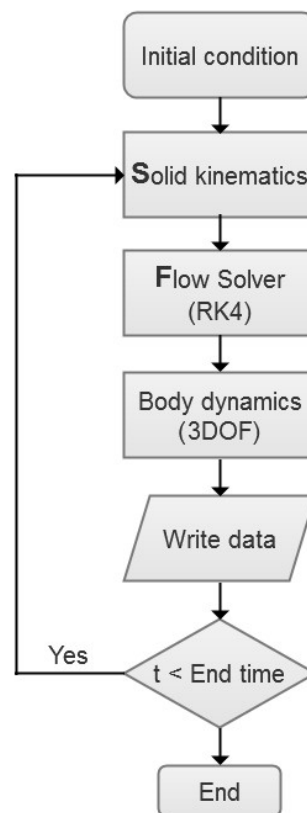 Initial condition
Solid kinematics
Flow Solver
(RK4)
Body dynamics
(3DOF)
Write data
Yes
t < End time
End